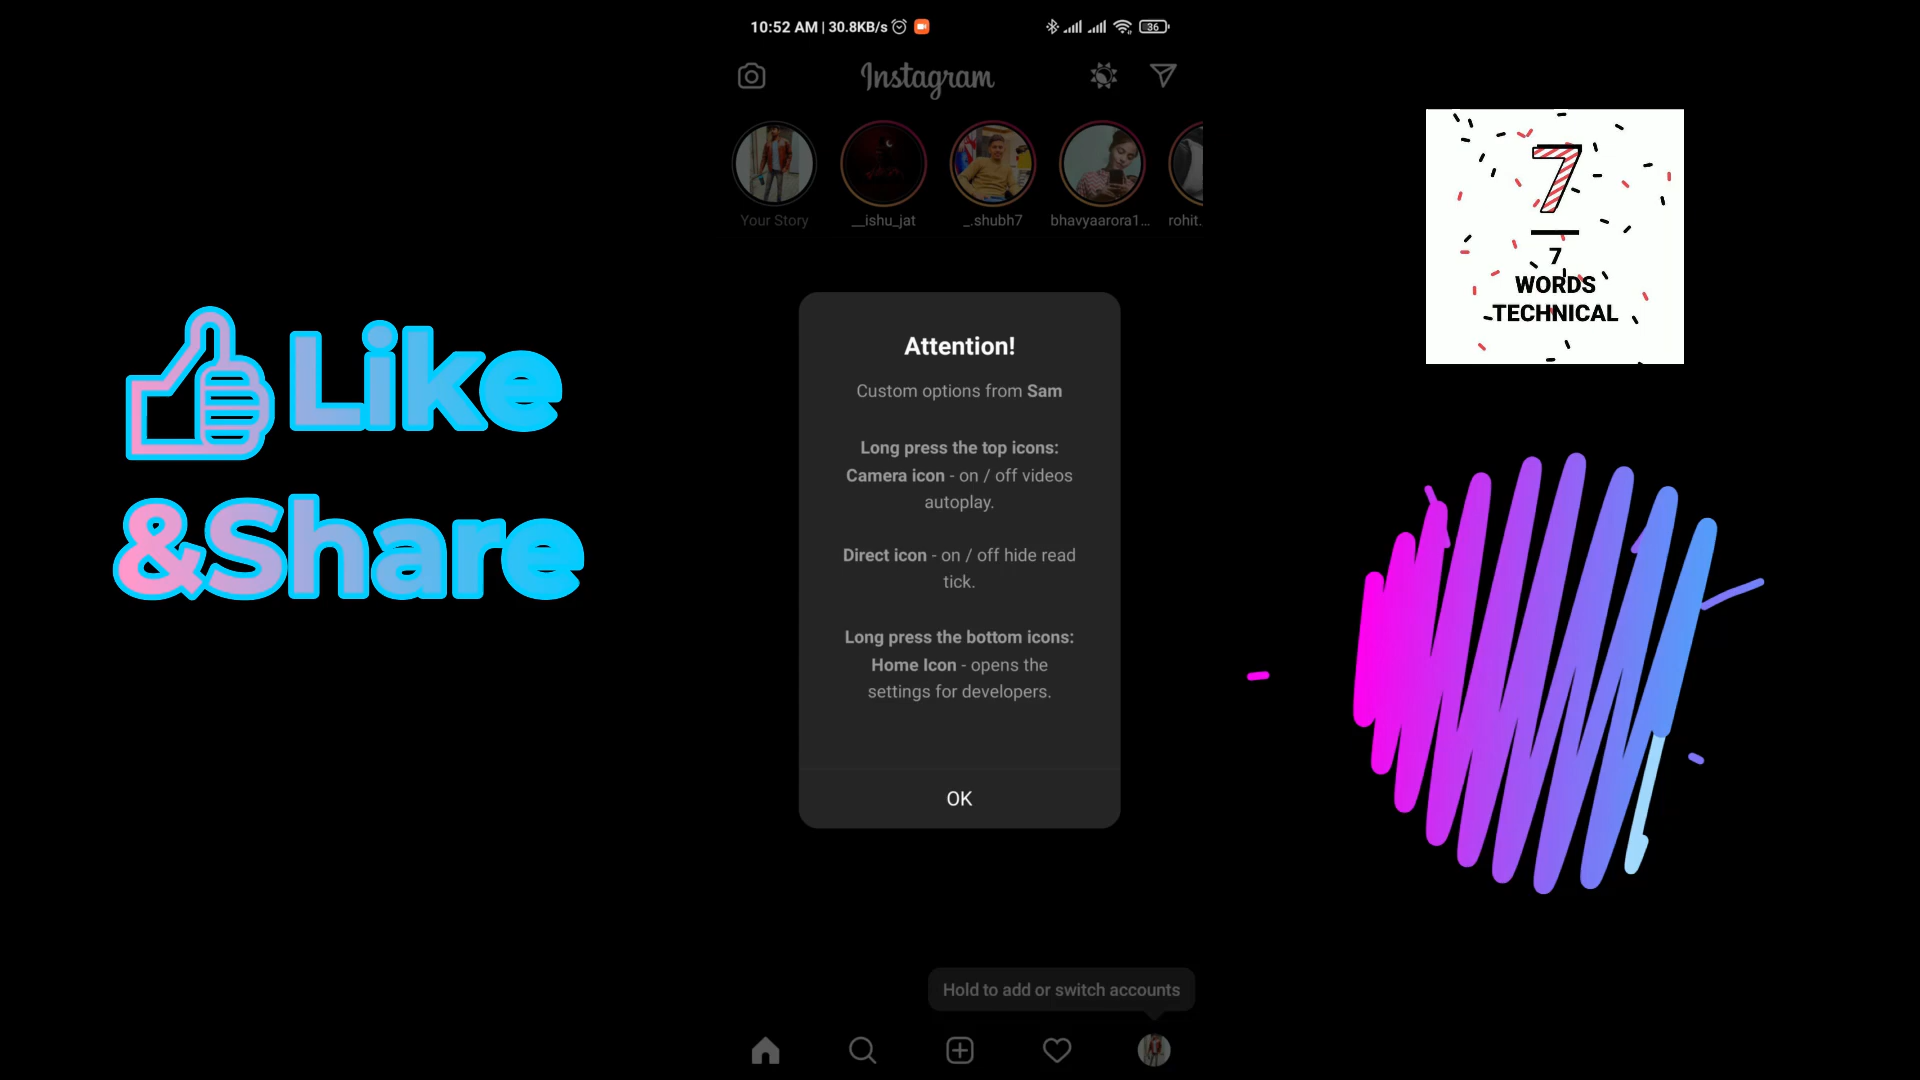 10:52 AM | 30.8KB/s
36
Instagram
Your Story
__ishu_jat
_.shubh7
bhavyaarora1...
rohit.
Attention!
Custom options from Sam
Long press the top icons:
Camera icon - on / off videos
autoplay.
Direct icon - on / off hide read
tick.
Long press the bottom icons:
Home Icon - opens the
settings for developers.
OK
Hold to add or switch accounts
Like
&Share
7
7
WORDS
TECHNICAL